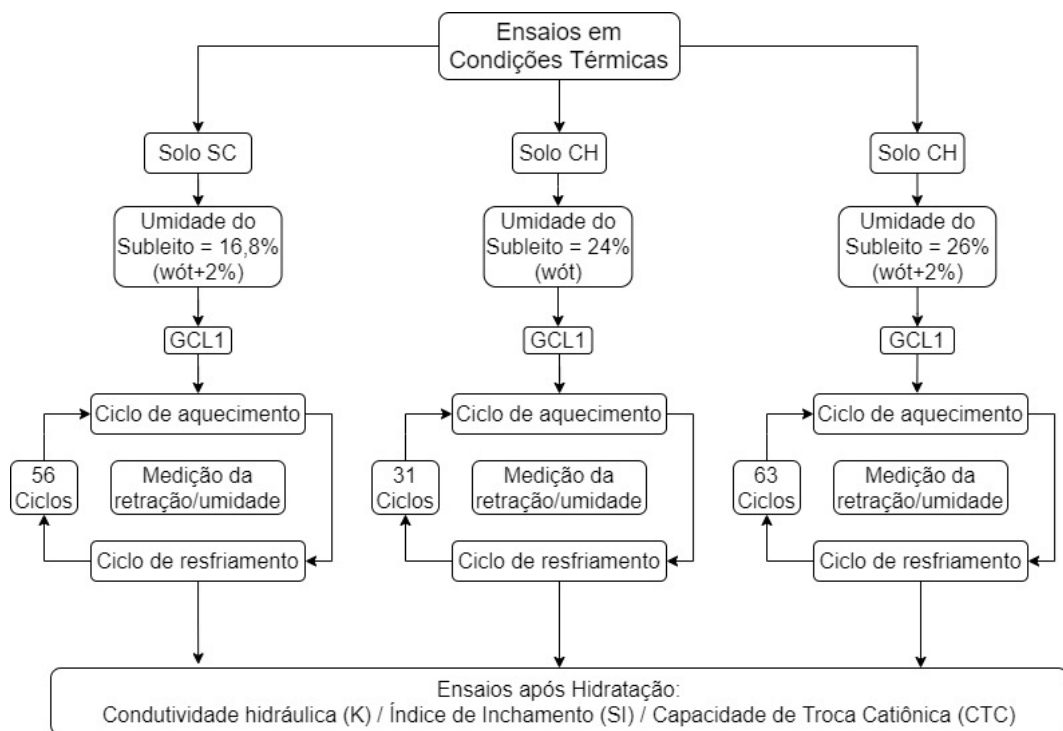 Ensaios em
Condições Térmicas
Solo SC
Solo CH
Solo CH
Umidade do
Subleito = 16,8%
(wót+2%)
Umidade do
Subleito = 24%
(wót)
Umidade do
Subleito = 26%
(wót+2%)
GCL1
GCL1
GCL1
Ciclo de aquecimento
56
Ciclos
Medição da
retração/umidade
Ciclo de resfriamento
Ciclo de aquecimento
31
Ciclos
Medição da
retração/umidade
Ciclo de resfriamento
Ciclo de aquecimento
63
Ciclos
Medição da
retração/umidade
Ciclo de resfriamento
Ensaios após Hidratação:
Condutividade hidráulica (K) / Índice de Inchamento (SI) / Capacidade de Troca Catiônica (CTC)